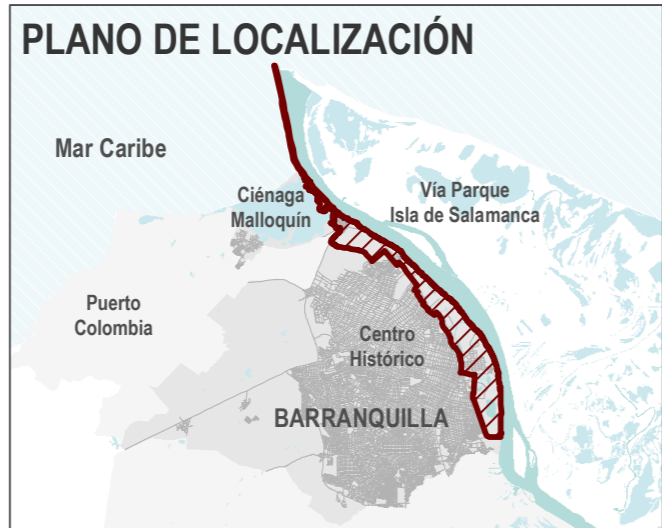 PLANO DE LOCALIZACIÓN
Mar Caribe
Ciénaga
Malloquín
Vía Parque
Isla de Salamanca
Puerto
Colombia
Centro
Histórico
BARRANQUILLA